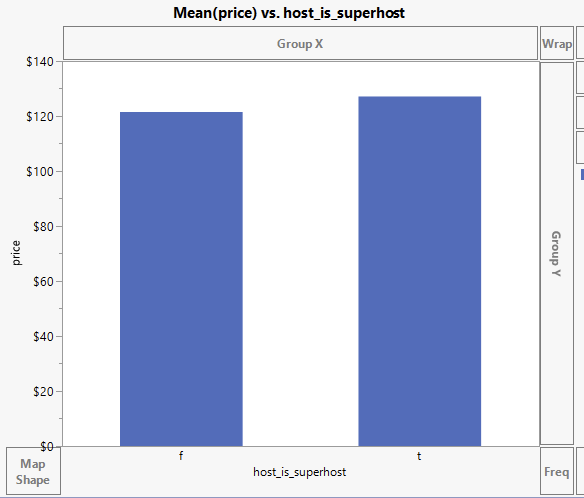 Mean(price) vs. host_is_superhost
Group X
Wrap
$140
$120
$100
$80
$60
$40
$20
$0
price
Group Y
f
t
host_is_superhost
Map
Shape
Freq